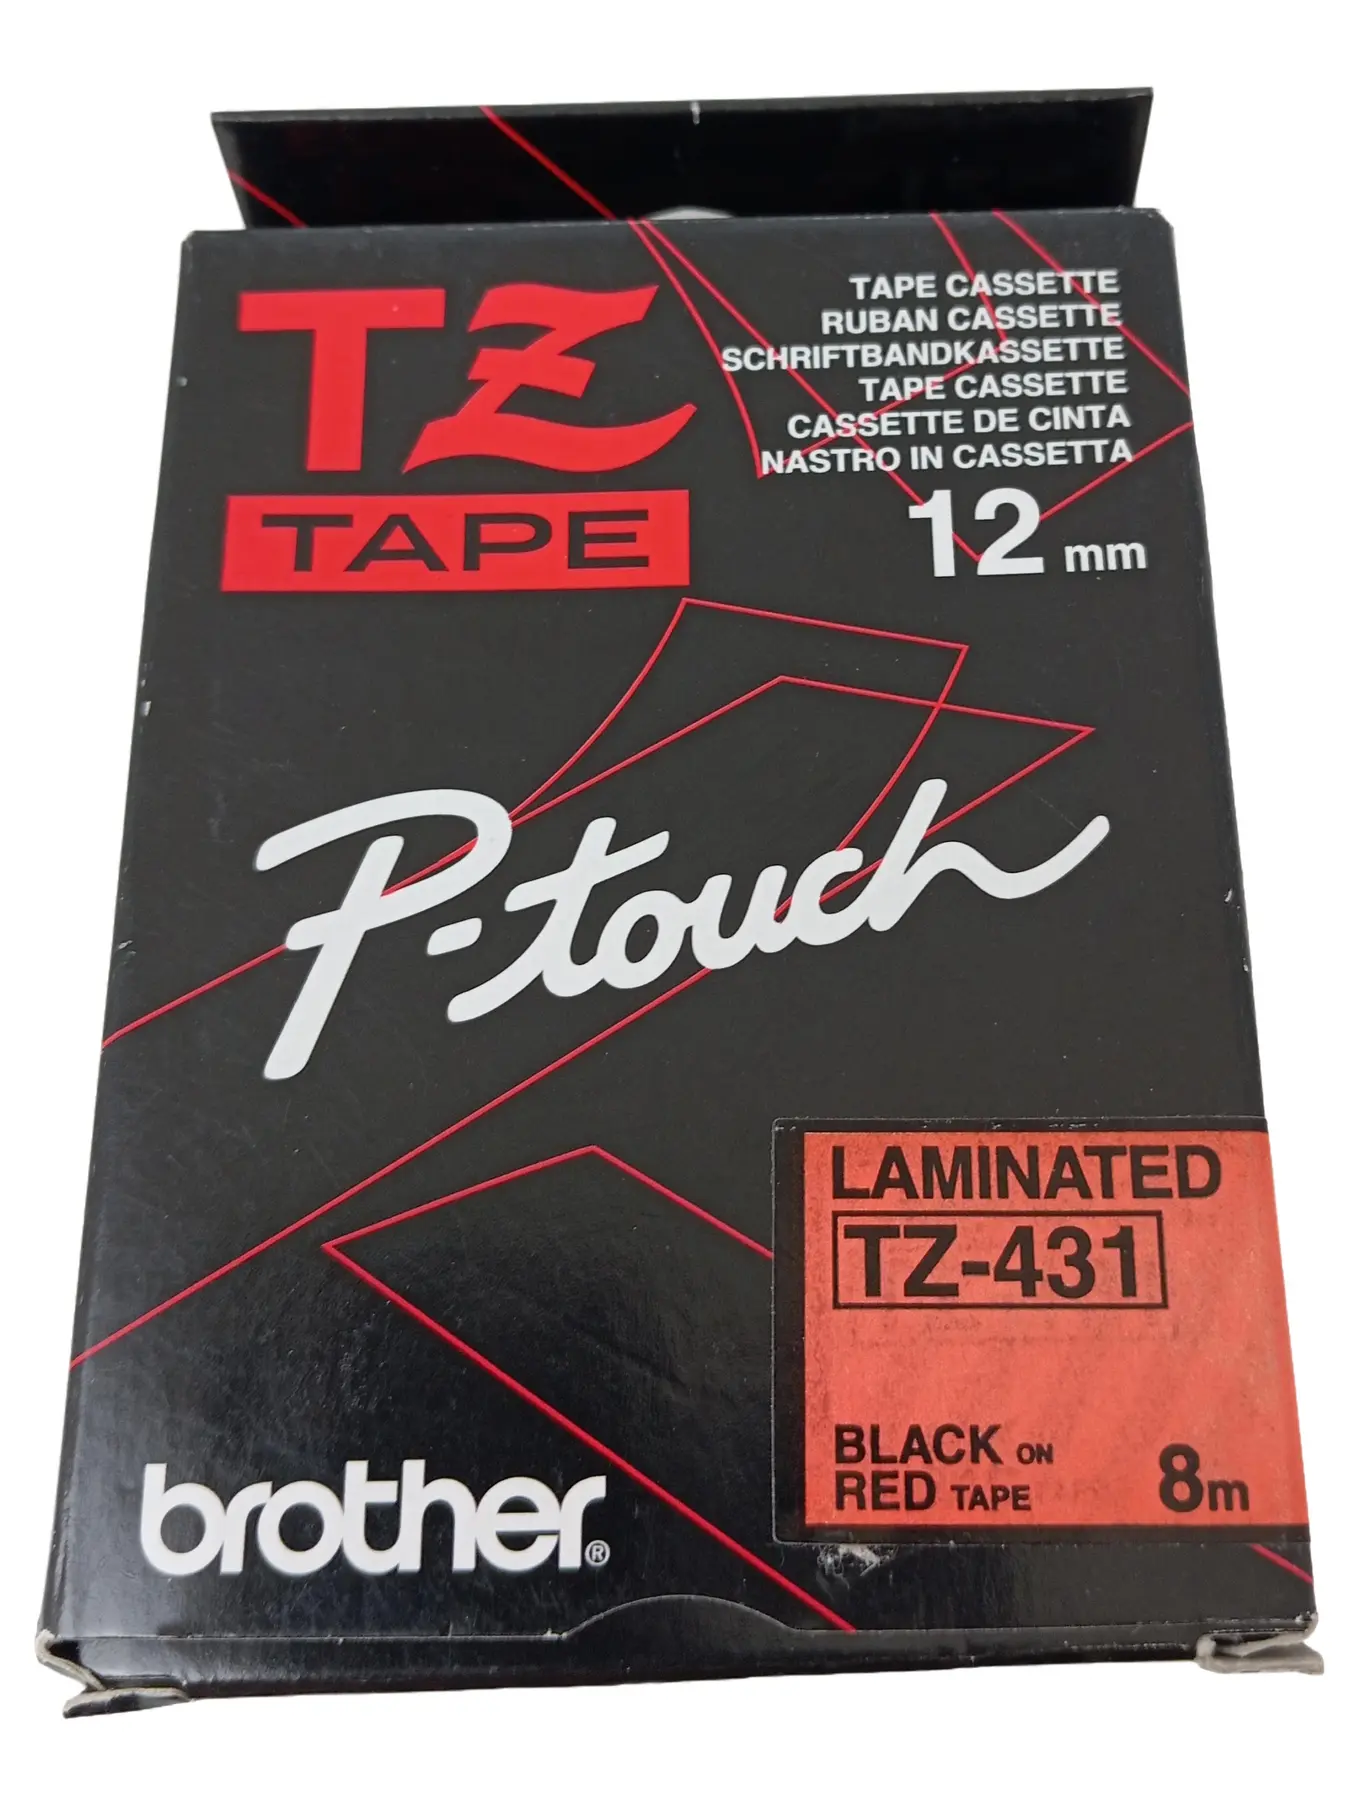 TZ
TAPE
TAPE CASSETTE
RUBAN CASSETTE
SCHRIFTBANDKASSETTE
TAPE CASSETTE
CASSETTE DE CINTA
NASTRO IN CASSETTA
12 mm
P-touch
LAMINATED
TZ-431
BLACK ON
RED TAPE 8m
brother®